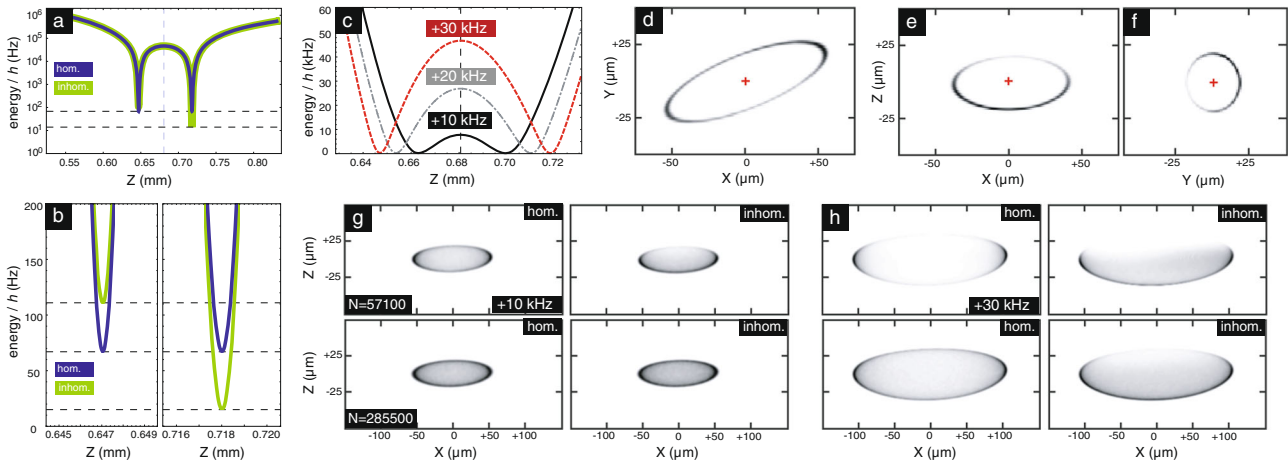 a
energy / h (Hz)
10⁶
10⁵
10⁴
10³
10²
10¹
10⁰
hom.
inhom.
0.55 0.60 0.65 0.70 0.75 0.80
Z (mm)
b
energy / h (Hz)
200
150
100
50
0
hom.
inhom.
0.645 0.647 0.649
Z (mm)
0.716 0.718 0.720
Z (mm)
c
energy / h (kHz)
60
50
40
30
20
10
0
+30 kHz
+20 kHz
+10 kHz
0.64 0.66 0.68 0.70 0.72
Z (mm)
d
Y (µm)
+25
-25
-50 0 +50
X (µm)
e
Z (µm)
+25
-25
-50 0 +50
X (µm)
f
-25 +25
Y (µm)
g
hom.
Z (µm)
+25
-25
N=57100
+10 kHz
inhom.
hom.
Z (µm)
+25
-25
N=285500
-100 -50 0 +50 +100
X (µm)
inhom.
-100 -50 0 +50 +100
X (µm)
h
hom.
+25
-25
+30 kHz
inhom.
hom.
+25
-25
-100 -50 0 +50 +100
X (µm)
inhom.
-100 -50 0 +50 +100
X (µm)